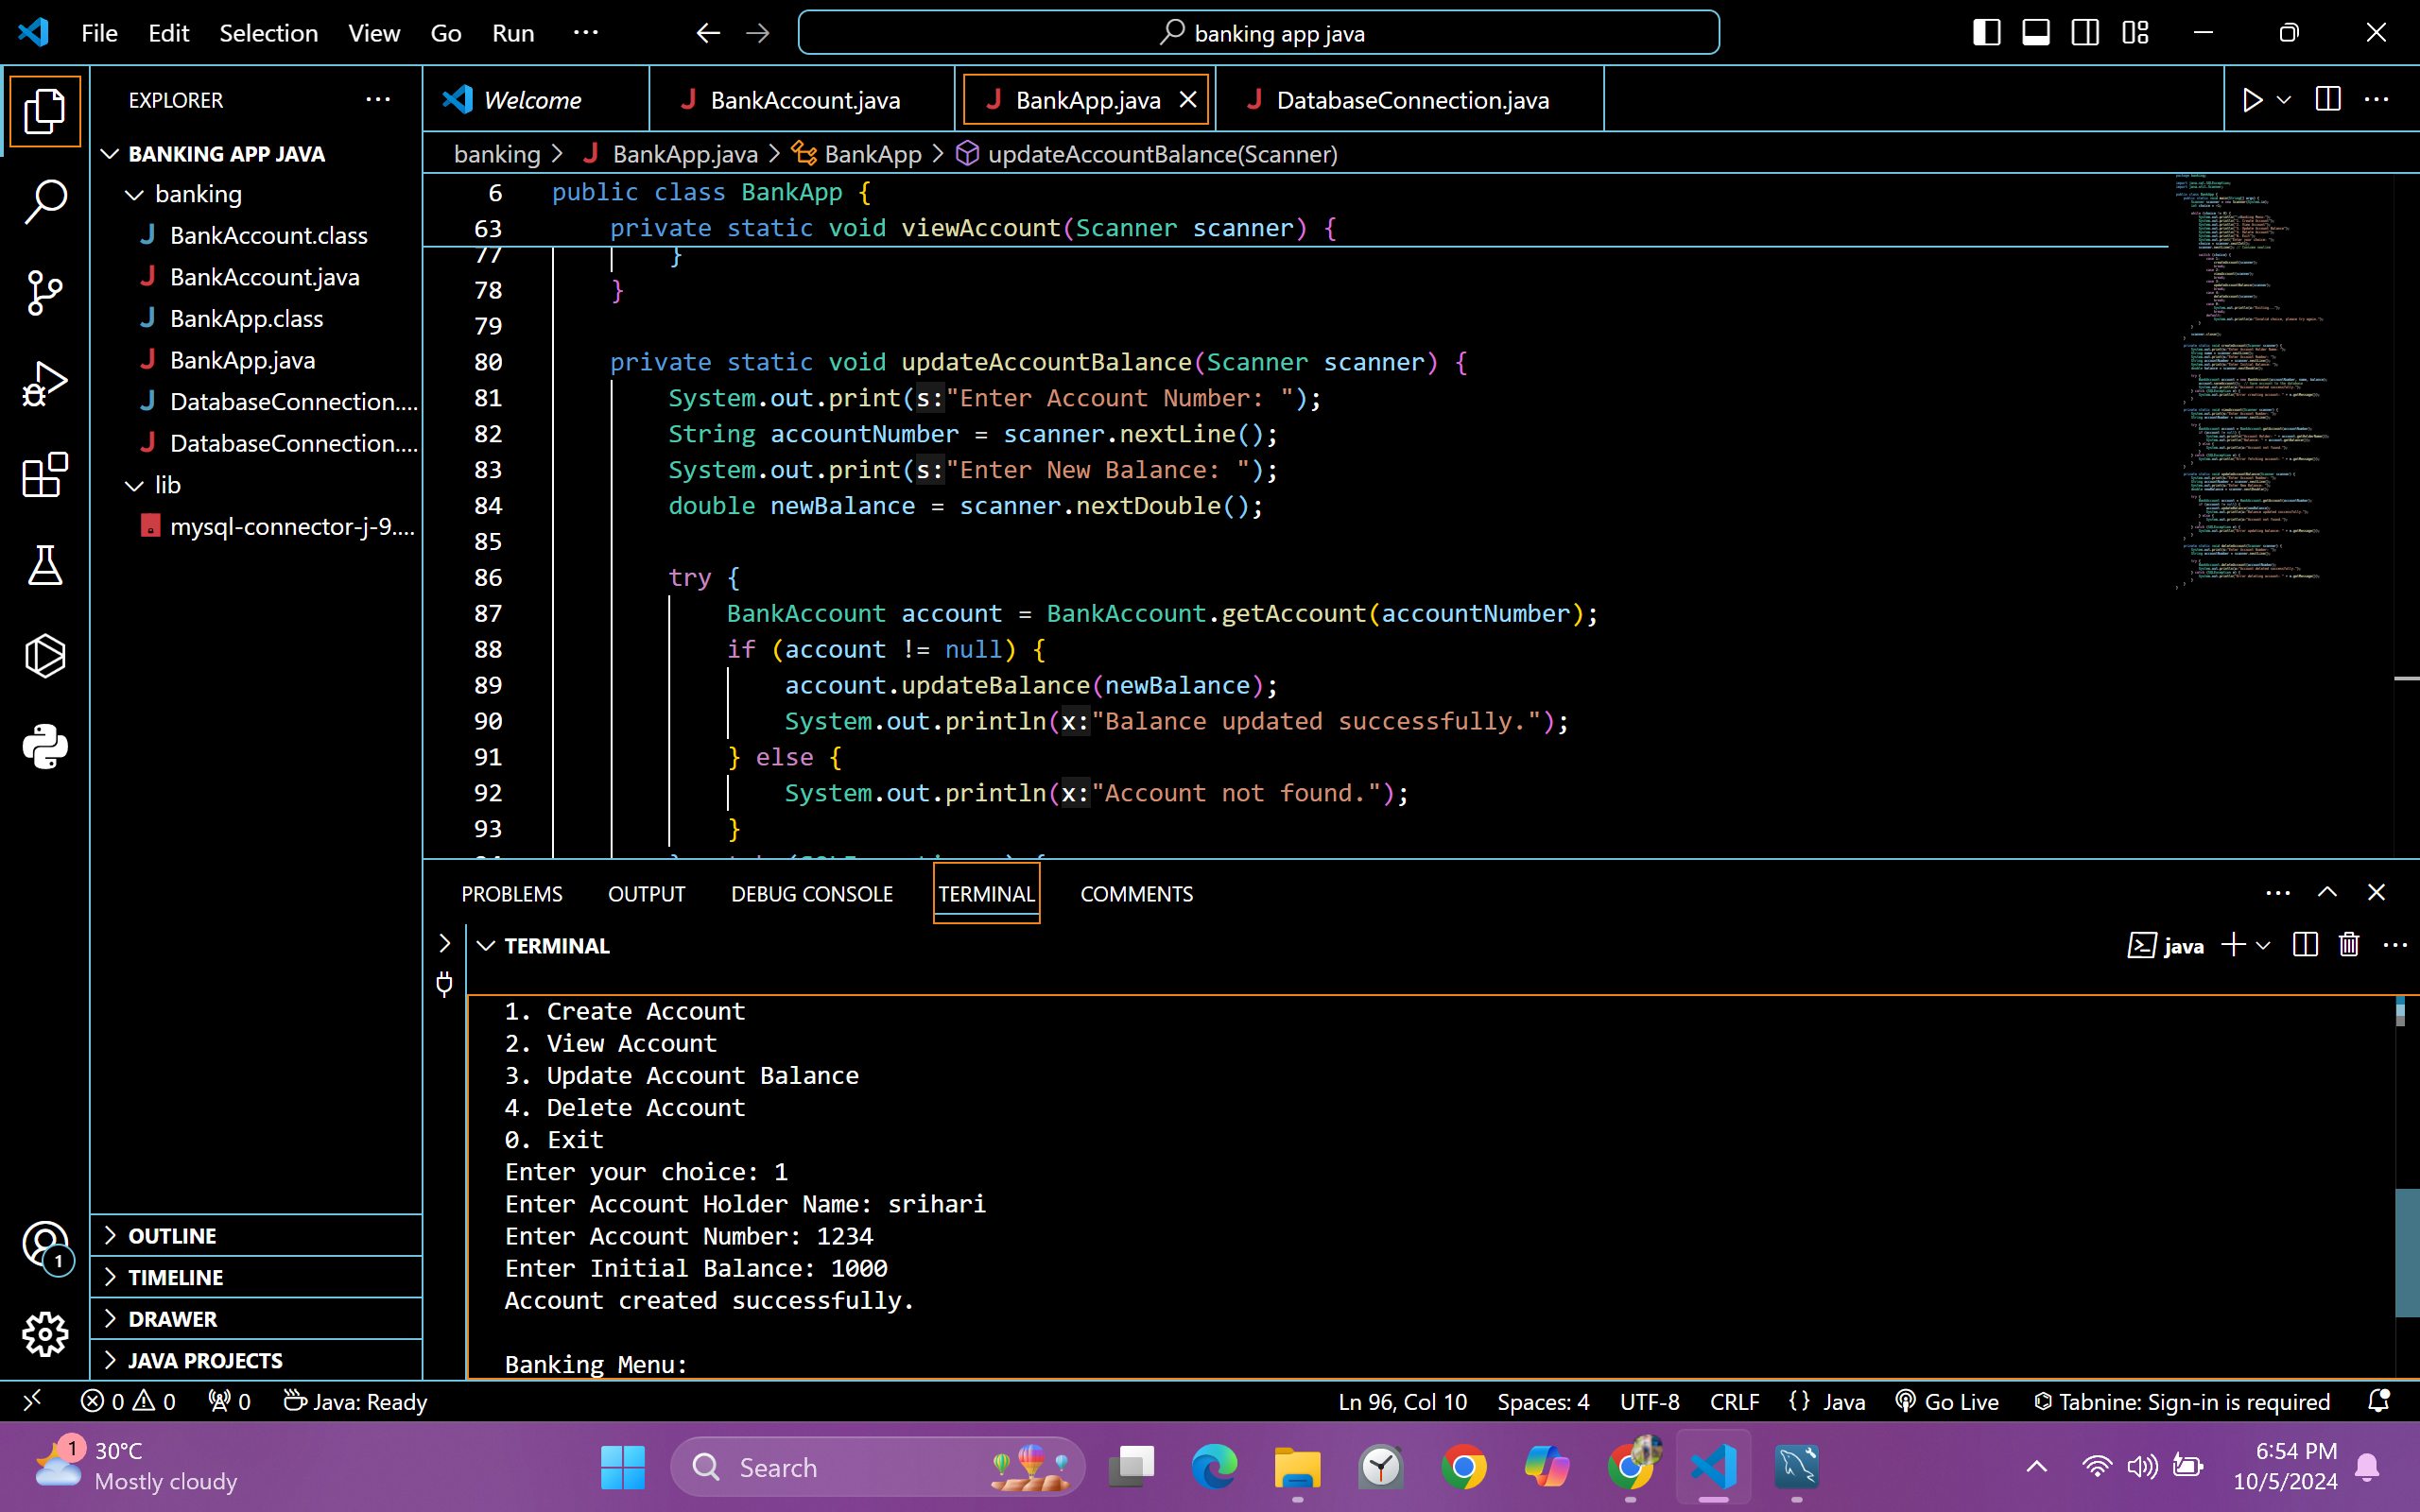 File Edit Selection View Go Run ···
banking app java
EXPLORER ···
BANKING APP JAVA
banking
BankAccount.class
BankAccount.java
BankApp.class
BankApp.java
DatabaseConnection....
DatabaseConnection....
lib
mysql-connector-j-9....
OUTLINE
TIMELINE
DRAWER
JAVA PROJECTS
1
Welcome
BankAccount.java
BankApp.java
DatabaseConnection.java
banking > BankApp.java > BankApp > updateAccountBalance(Scanner)
6 public class BankApp {
63 private static void viewAccount(Scanner scanner) {
77 }
78 }
79
80 private static void updateAccountBalance(Scanner scanner) {
81 System.out.print(s:"Enter Account Number: ");
82 String accountNumber = scanner.nextLine();
83 System.out.print(s:"Enter New Balance: ");
84 double newBalance = scanner.nextDouble();
85
86 try {
87 BankAccount account = BankAccount.getAccount(accountNumber);
88 if (account != null) {
89 account.updateBalance(newBalance);
90 System.out.println(x:"Balance updated successfully.");
91 } else {
92 System.out.println(x:"Account not found.");
93 }
PROBLEMS OUTPUT DEBUG CONSOLE TERMINAL COMMENTS
TERMINAL
java
1. Create Account
2. View Account
3. Update Account Balance
4. Delete Account
0. Exit
Enter your choice: 1
Enter Account Holder Name: srihari
Enter Account Number: 1234
Enter Initial Balance: 1000
Account created successfully.
Banking Menu:
0 0 0 Java: Ready
Ln 96, Col 10 Spaces: 4 UTF-8 CRLF {} Java Go Live Tabnine: Sign-in is required
1
30°C
Mostly cloudy
Search
6:54 PM
10/5/2024